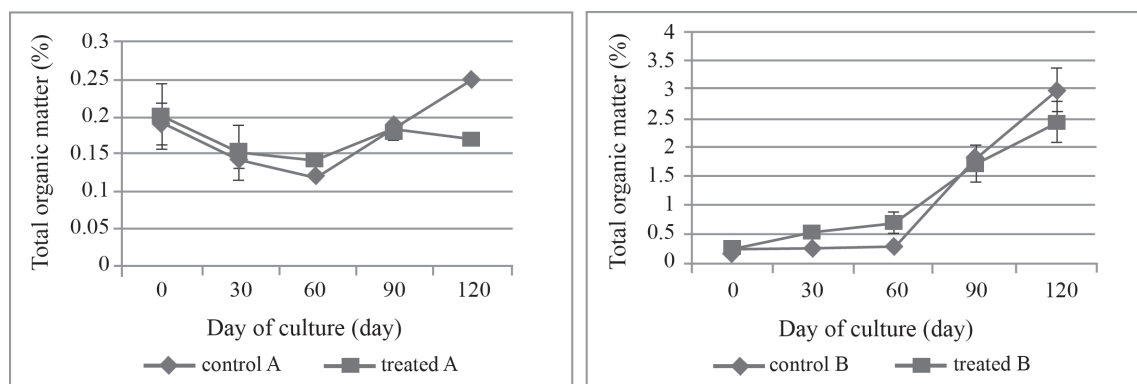 Total organic matter (%)
0.3
0.25
0.2
0.15
0.1
0.05
0
0 30 60 90 120
Day of culture (day)
control A treated A
Total organic matter (%)
4
3.5
3
2.5
2
1.5
1
0.5
0
0 30 60 90 120
Day of culture (day)
control B treated B